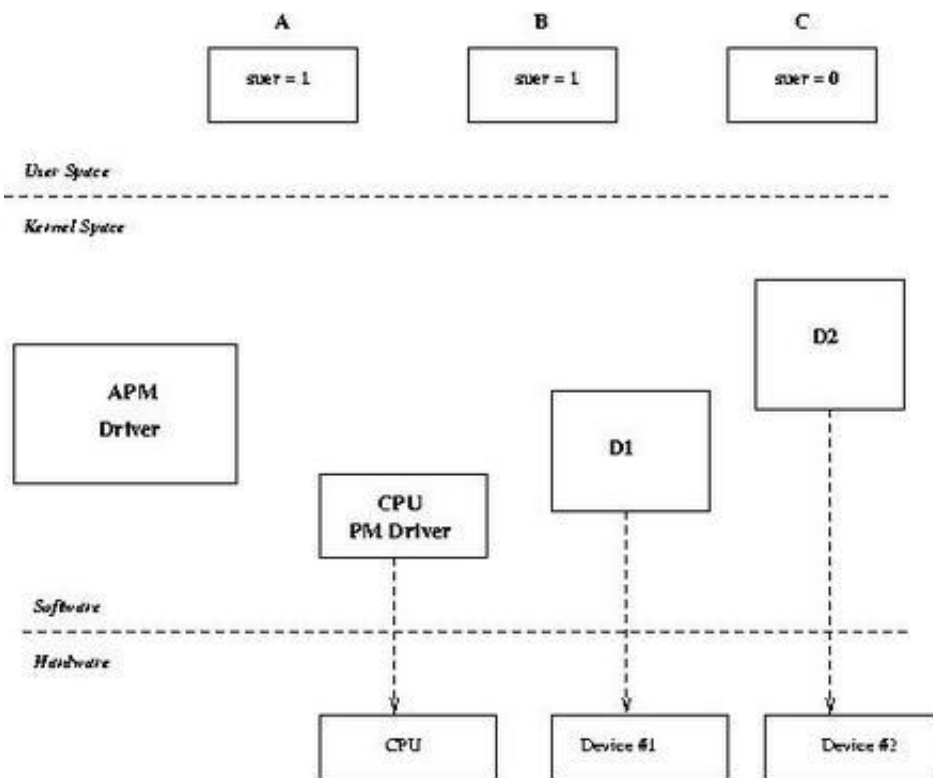 A
B
C
suer = 1
suer = 1
suer = 0
User Space
Kernel Space
D2
APM
Driver
D1
CPU
PM Driver
Software
Hardware
CPU
Device #1
Device #2